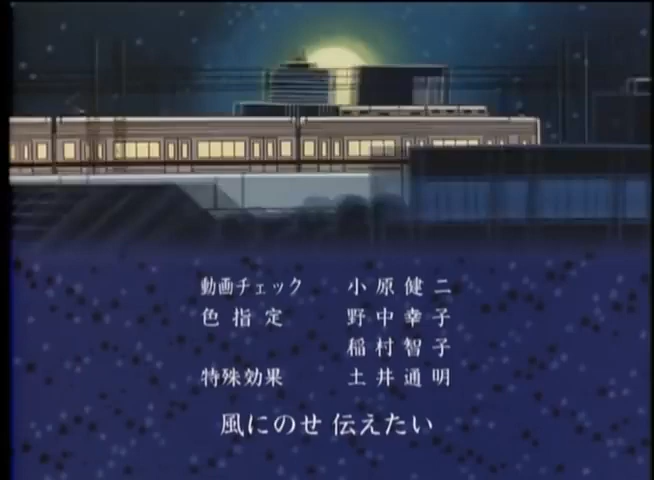 動画チェック 小原健二
色指定 野中幸子
稲村智子
特殊効果 土井通明
風にのせ 伝えたい